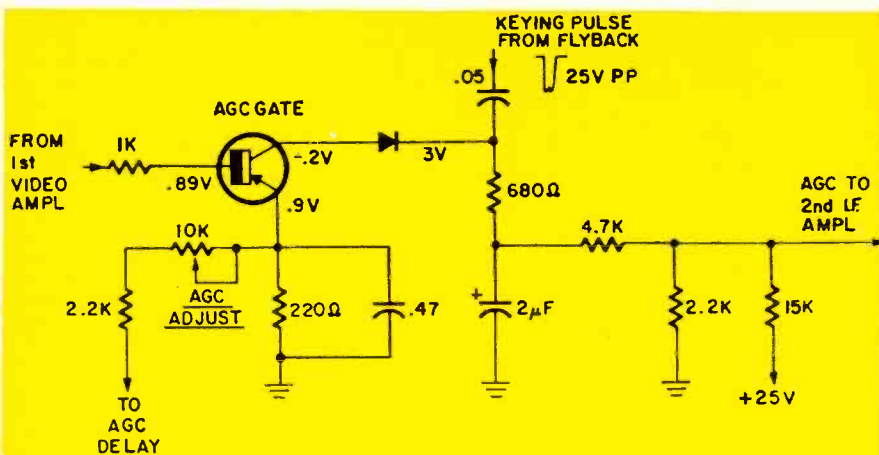 KEYING PULSE
FROM FLYBACK
.05
25V PP
AGC GATE
FROM
1st
VIDEO
AMPL
1K
.89V
-.2V
3V
.9V
680Ω
AGC TO
2nd I.F.
AMPL
10K
4.7K
AGC
ADJUST
2.2K
220Ω
.47
+
2µF
2.2K
15K
TO
AGC
DELAY
+25V